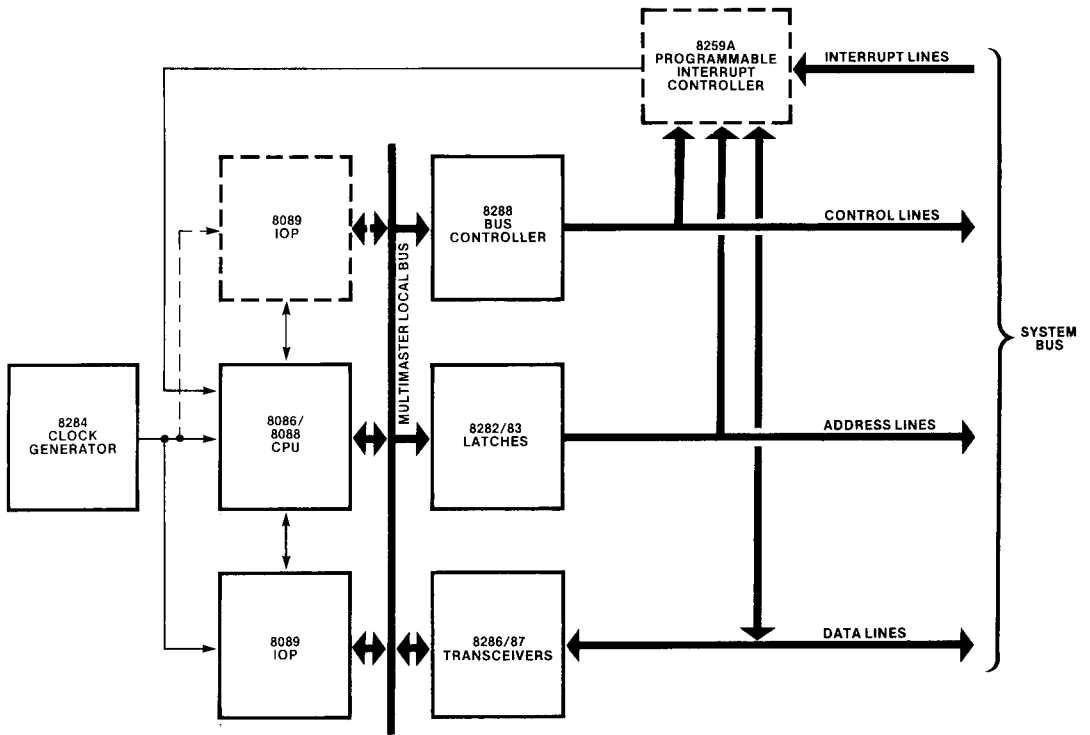 8259A
PROGRAMMABLE
INTERRUPT
CONTROLLER
INTERRUPT LINES
8089
IOP
8288
BUS
CONTROLLER
CONTROL LINES
MULTIMASTER LOCAL BUS
SYSTEM
BUS
8284
CLOCK
GENERATOR
8086/
8088
CPU
8282/83
LATCHES
ADDRESS LINES
8089
IOP
8286/87
TRANSCEIVERS
DATA LINES